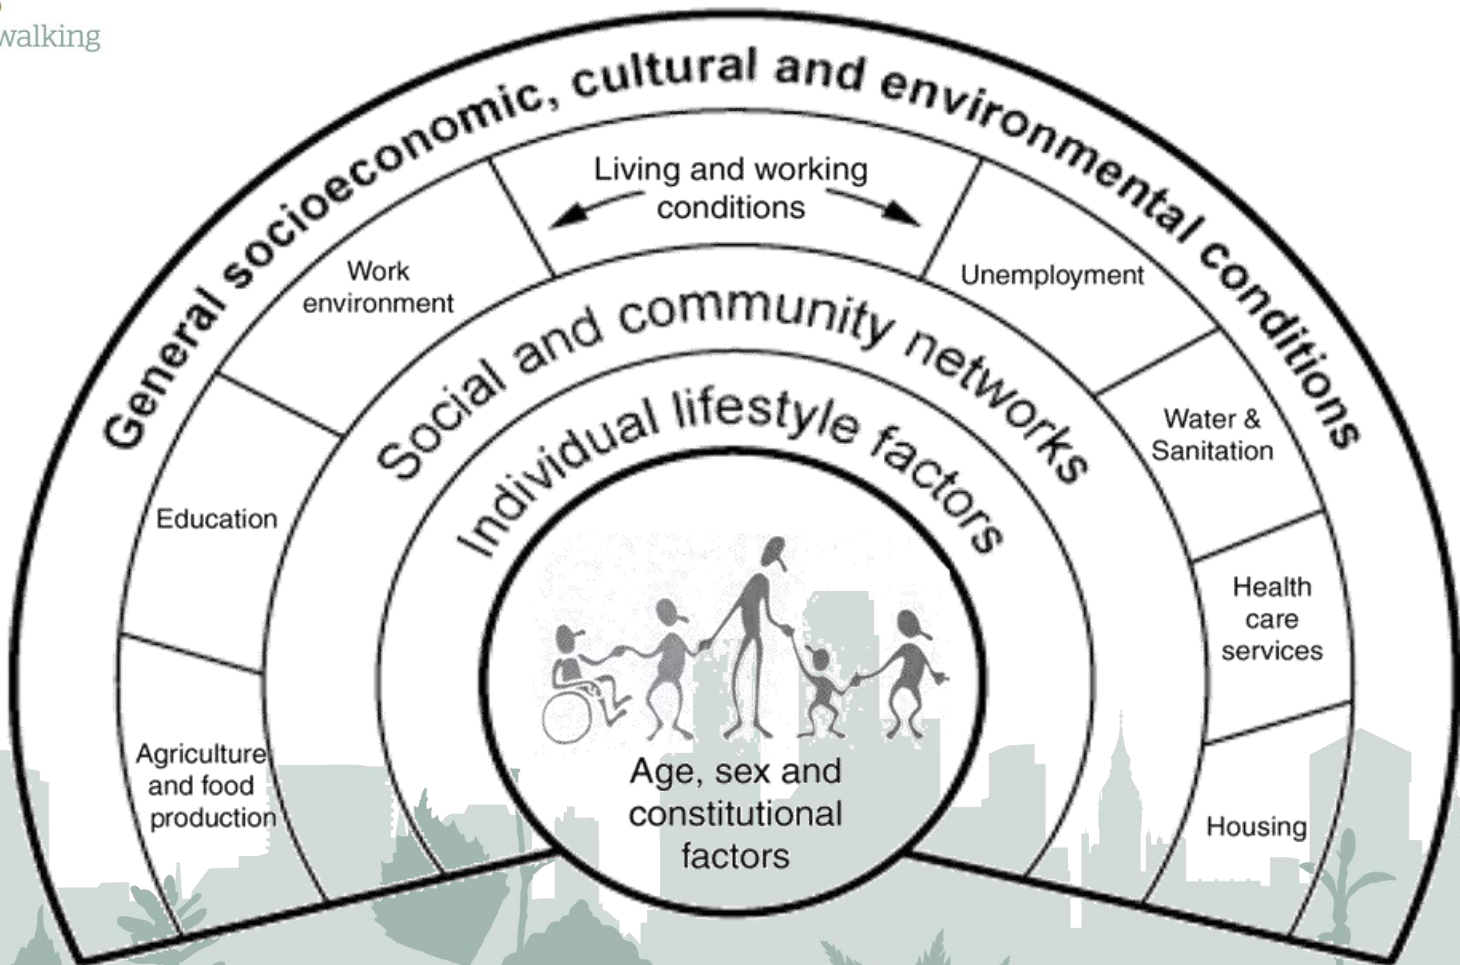 walking
General socioeconomic, cultural and environmental conditions
Living and working
conditions
Work
environment
Unemployment
Education
Water &
Sanitation
Agriculture
and food
production
Health
care
services
Housing
Social and community networks
Individual lifestyle factors
Age, sex and
constitutional
factors